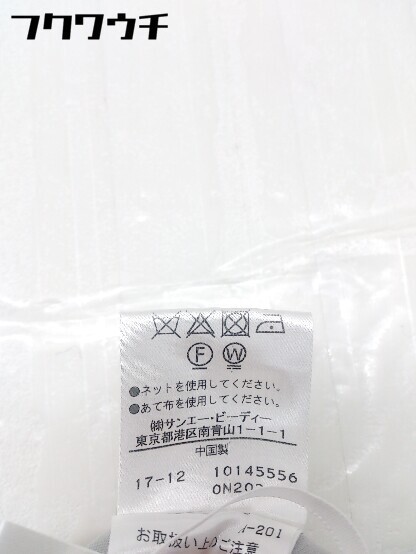 フクワウチ
F W
●ネットを使用してください。
●あて布を使用してください。
㈱サンエー・ビーディー
東京都港区南青山1-1-1
中国製
17-12 10145556
0N202
-201
お取扱い上のご注意